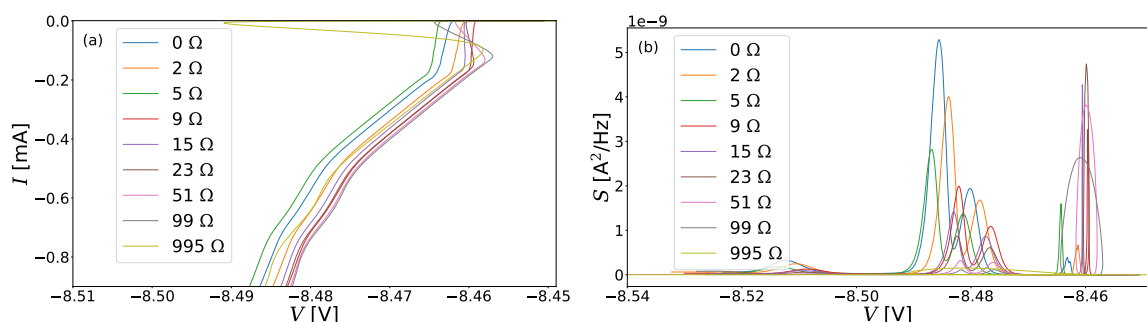 (a)
0 Ω
2 Ω
5 Ω
9 Ω
15 Ω
23 Ω
51 Ω
99 Ω
995 Ω
I [mA]
0.0
−0.2
−0.4
−0.6
−0.8
−8.51 −8.50 −8.49 −8.48 −8.47 −8.46 −8.45
V [V]
1e−9
(b)
0 Ω
2 Ω
5 Ω
9 Ω
15 Ω
23 Ω
51 Ω
99 Ω
995 Ω
S [A²/Hz]
5
4
3
2
1
0
−8.54 −8.52 −8.50 −8.48 −8.46
V [V]